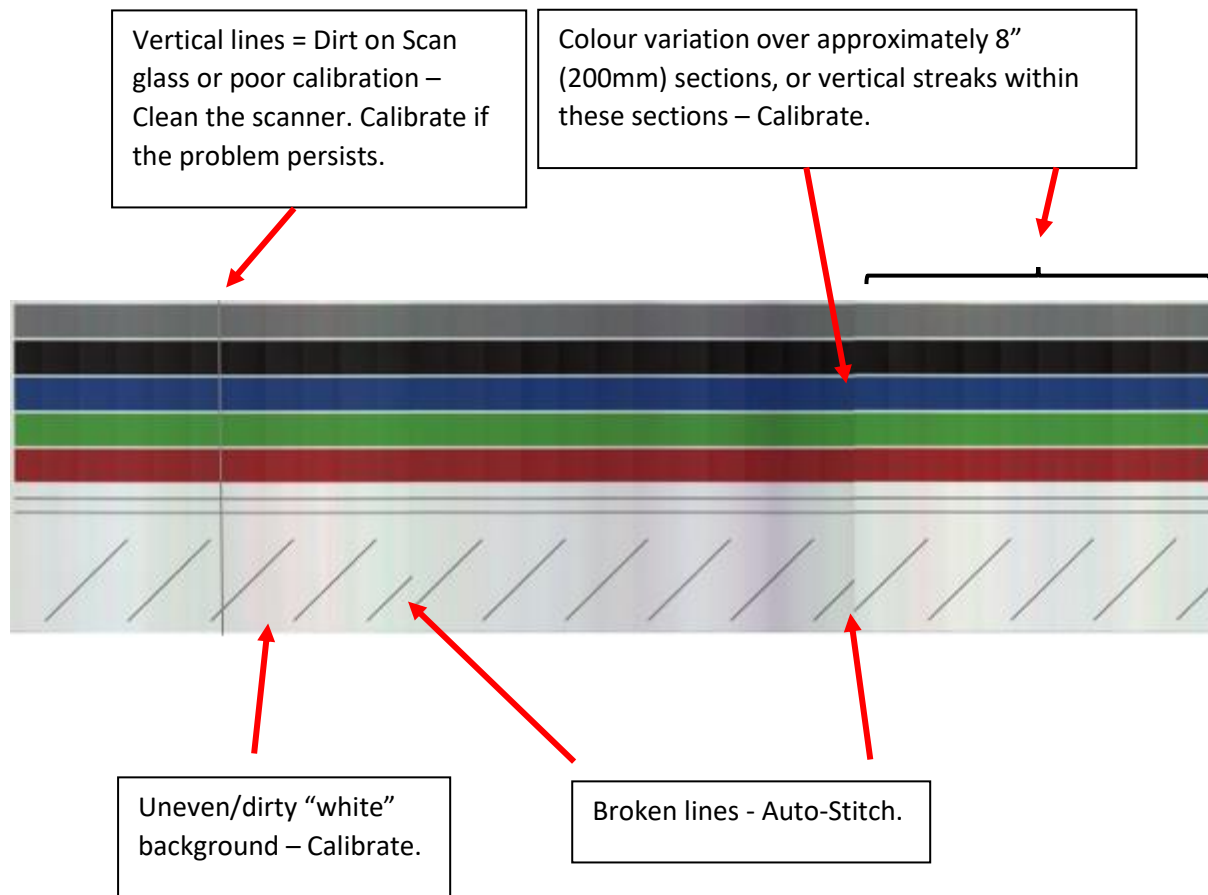 Vertical lines = Dirt on Scan
glass or poor calibration –
Clean the scanner. Calibrate if
the problem persists.
Colour variation over approximately 8”
(200mm) sections, or vertical streaks within
these sections – Calibrate.
Uneven/dirty “white”
background – Calibrate.
Broken lines - Auto-Stitch.